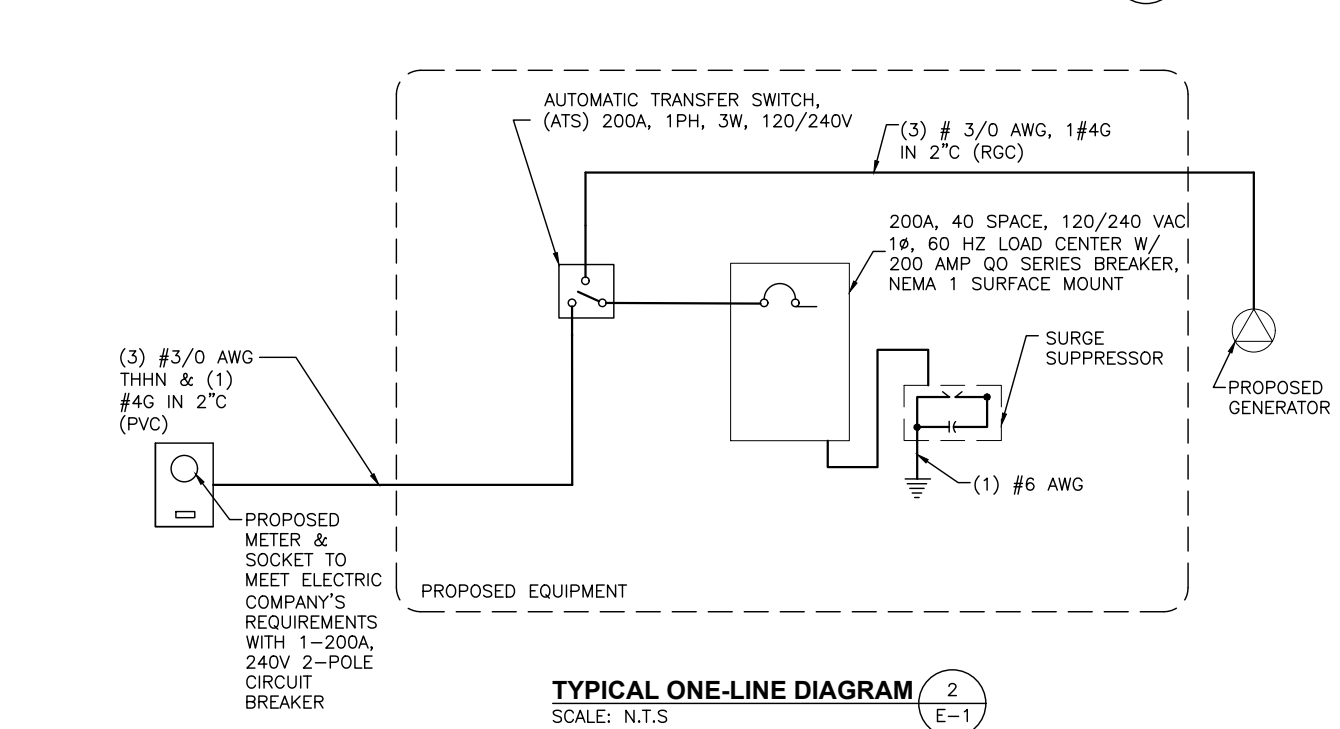 AUTOMATIC TRANSFER SWITCH,
(ATS) 200A, 1PH, 3W, 120/240V
(3) # 3/0 AWG, 1#4G
IN 2"C (RGC)
200A, 40 SPACE, 120/240 VAC
1ø, 60 HZ LOAD CENTER W/
200 AMP QO SERIES BREAKER,
NEMA 1 SURFACE MOUNT
SURGE
SUPPRESSOR
PROPOSED
GENERATOR
(3) #3/0 AWG
THHN & (1)
#4G IN 2"C
(PVC)
(1) #6 AWG
PROPOSED
METER &
SOCKET TO
MEET ELECTRIC
COMPANY'S
REQUIREMENTS
WITH 1-200A,
240V 2-POLE
CIRCUIT
BREAKER
PROPOSED EQUIPMENT
TYPICAL ONE-LINE DIAGRAM
SCALE: N.T.S
2
E-1